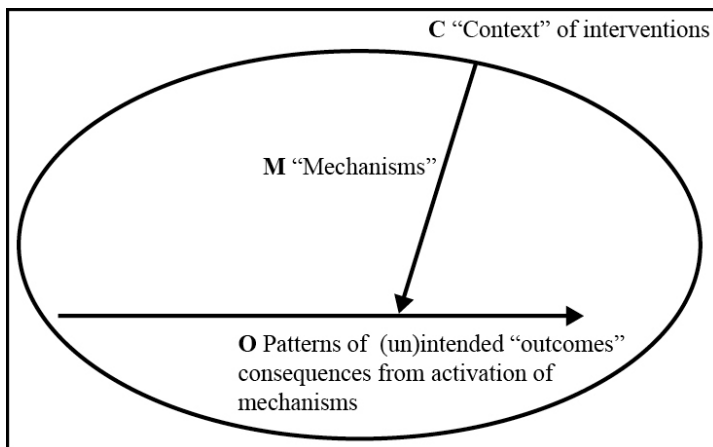 C “Context” of interventions
M “Mechanisms”
O Patterns of (un)intended “outcomes”
consequences from activation of
mechanisms